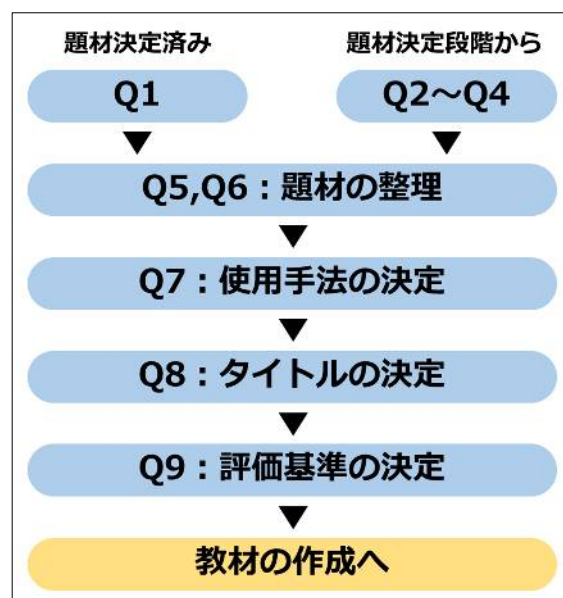 題材決定済み 題材決定段階から
Q1 Q2～Q4
Q5,Q6：題材の整理
Q7：使用手法の決定
Q8：タイトルの決定
Q9：評価基準の決定
教材の作成へ